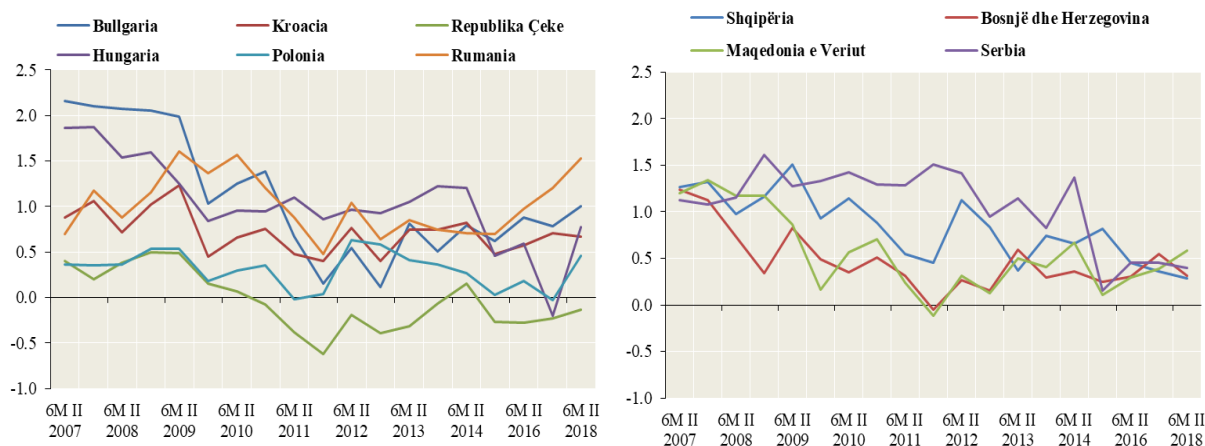 Bullgaria Kroacia Republika Çeke
Hungaria Polonia Rumania
2.5
2.0
1.5
1.0
0.5
0.0
-0.5
-1.0
6M II 6M II 6M II 6M II 6M II 6M II 6M II 6M II 6M II 6M II
2007 2008 2009 2010 2011 2012 2013 2014 2016 2018
Shqipëria Bosnjë dhe Herzegovina
Maqedonia e Veriut Serbia
2.5
2.0
1.5
1.0
0.5
0.0
-0.5
-1.0
6M II 6M II 6M II 6M II 6M II 6M II 6M II 6M II 6M II 6M II
2007 2008 2009 2010 2011 2012 2013 2014 2016 2018